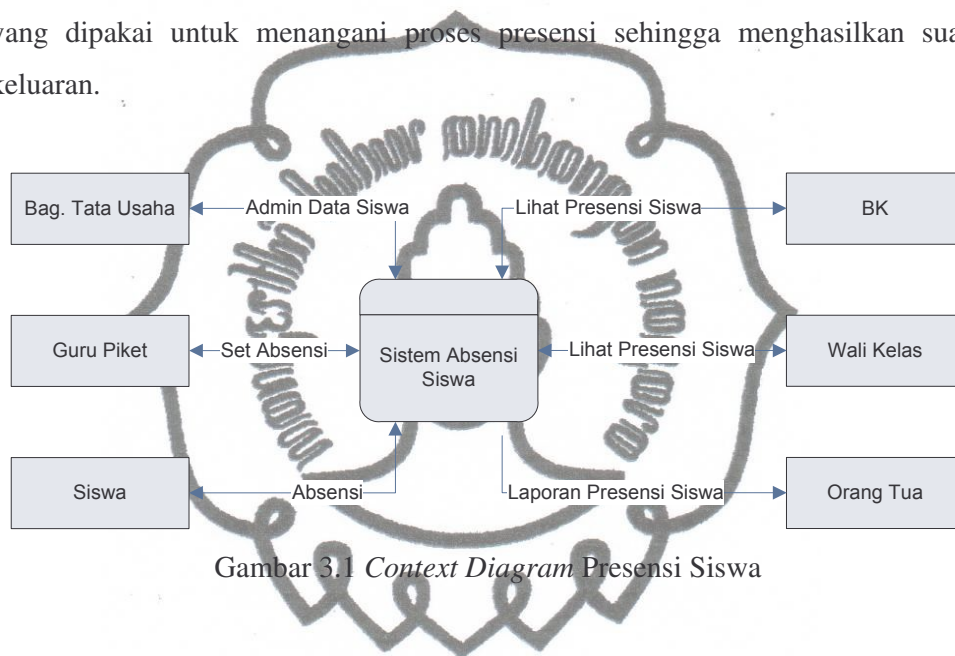 yang dipakai untuk menangani proses presensi sehingga menghasilkan sua
keluaran.
Bag. Tata Usaha
Admin Data Siswa
Lihat Presensi Siswa
BK
Guru Piket
Set Absensi
Sistem Absensi
Siswa
Lihat Presensi Siswa
Wali Kelas
Siswa
Absensi
Laporan Presensi Siswa
Orang Tua
Gambar 3.1 Context Diagram Presensi Siswa